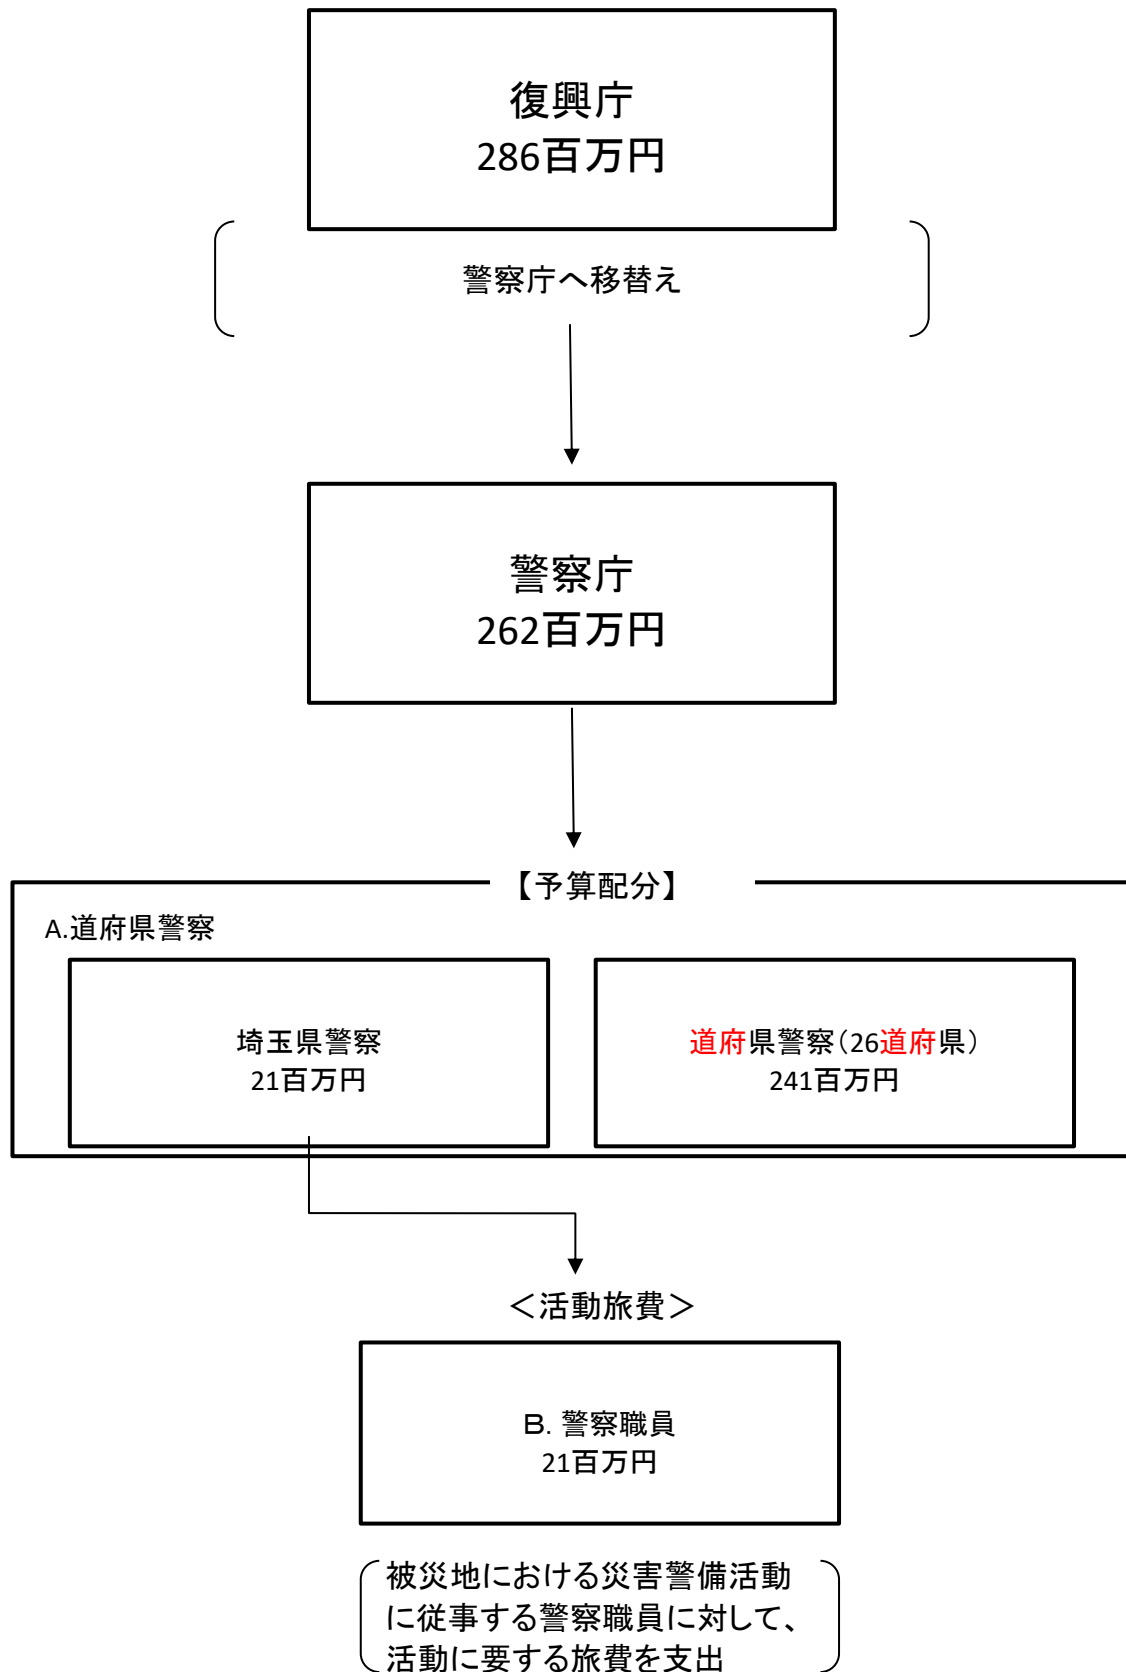 復興庁
286百万円
警察庁へ移替え
警察庁
262百万円
【予算配分】
A.道府県警察
埼玉県警察
21百万円
道府県警察(26道府県)
241百万円
＜活動旅費＞
B. 警察職員
21百万円
被災地における災害警備活動
に従事する警察職員に対して、
活動に要する旅費を支出